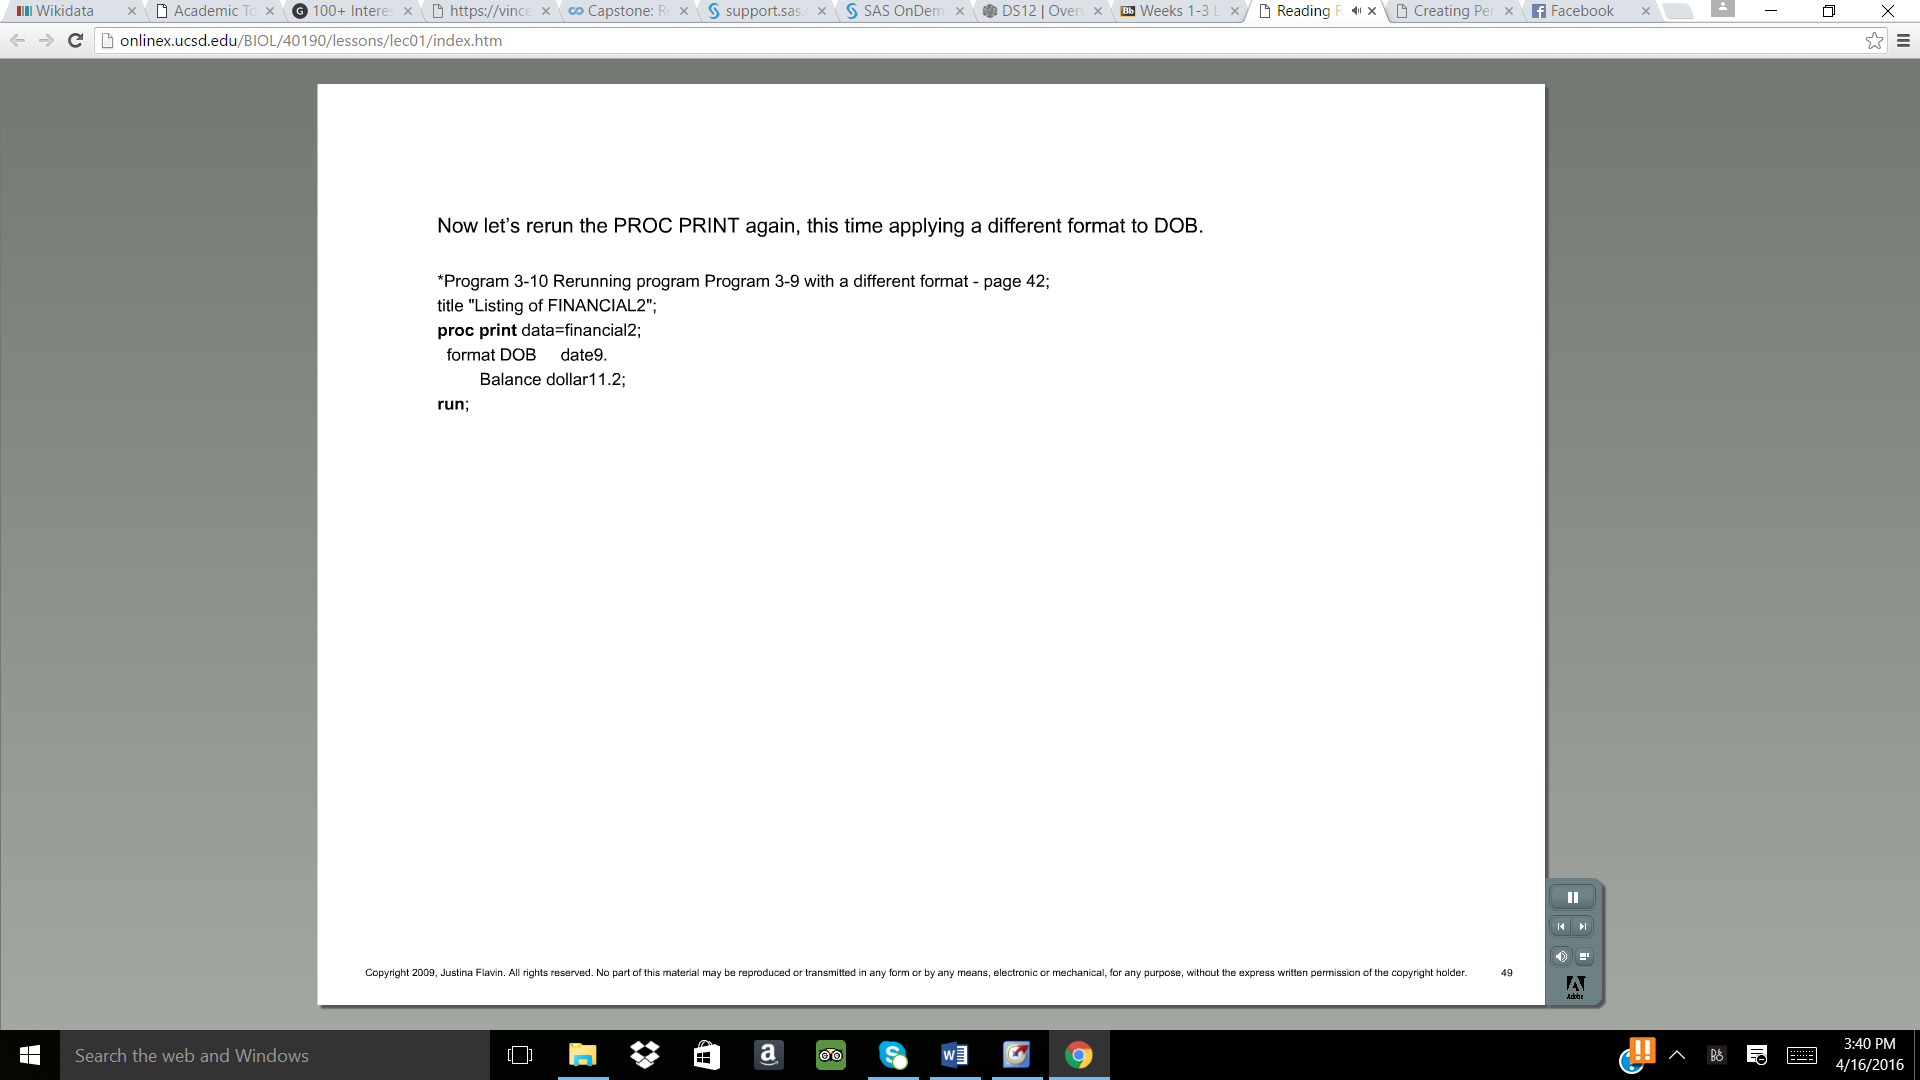 Wikidata
Academic To
100+ Interes
https://vince
Capstone: Re
support.sas.c
SAS OnDem
DS12 | Over
Weeks 1-3 L
Reading R
Creating Per
Facebook
onlinex.ucsd.edu/BIOL/40190/lessons/lec01/index.htm
Now let’s rerun the PROC PRINT again, this time applying a different format to DOB.
*Program 3-10 Rerunning program Program 3-9 with a different format - page 42;
title "Listing of FINANCIAL2";
proc print data=financial2;
format DOB date9.
Balance dollar11.2;
run;
Copyright 2009, Justina Flavin. All rights reserved. No part of this material may be reproduced or transmitted in any form or by any means, electronic or mechanical, for any purpose, without the express written permission of the copyright holder. 49
Adobe
Search the web and Windows
3:40 PM
4/16/2016